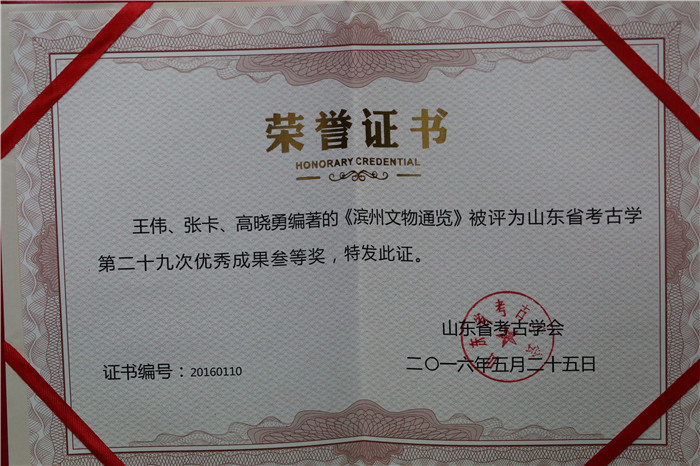 荣誉证书
HONORARY CREDENTIAL
王伟、张卡、高晓勇编著的《滨州文物通览》被评为山东省考古学
第二十九次优秀成果叁等奖，特发此证。
山东省考古学会
二〇一六年五月二十五日
证书编号：20160110